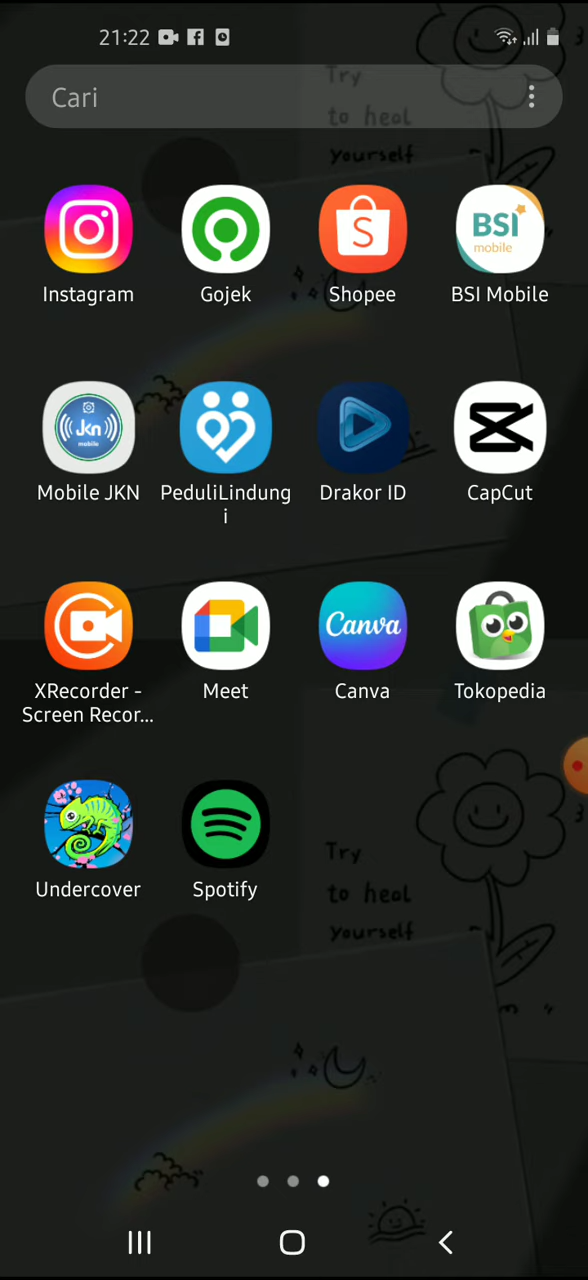 21:22
Try
Cari
to heal
yourself
BSI
mobile
S
Instagram
Gojek
Shopee
BSI Mobile
Jkn
mobile
Mobile JKN
PeduliLindung
i
Drakor ID
CapCut
Canva
XRecorder -
Screen Recor...
Meet
Canva
Tokopedia
Try
to heal
yourself
Undercover
Spotify